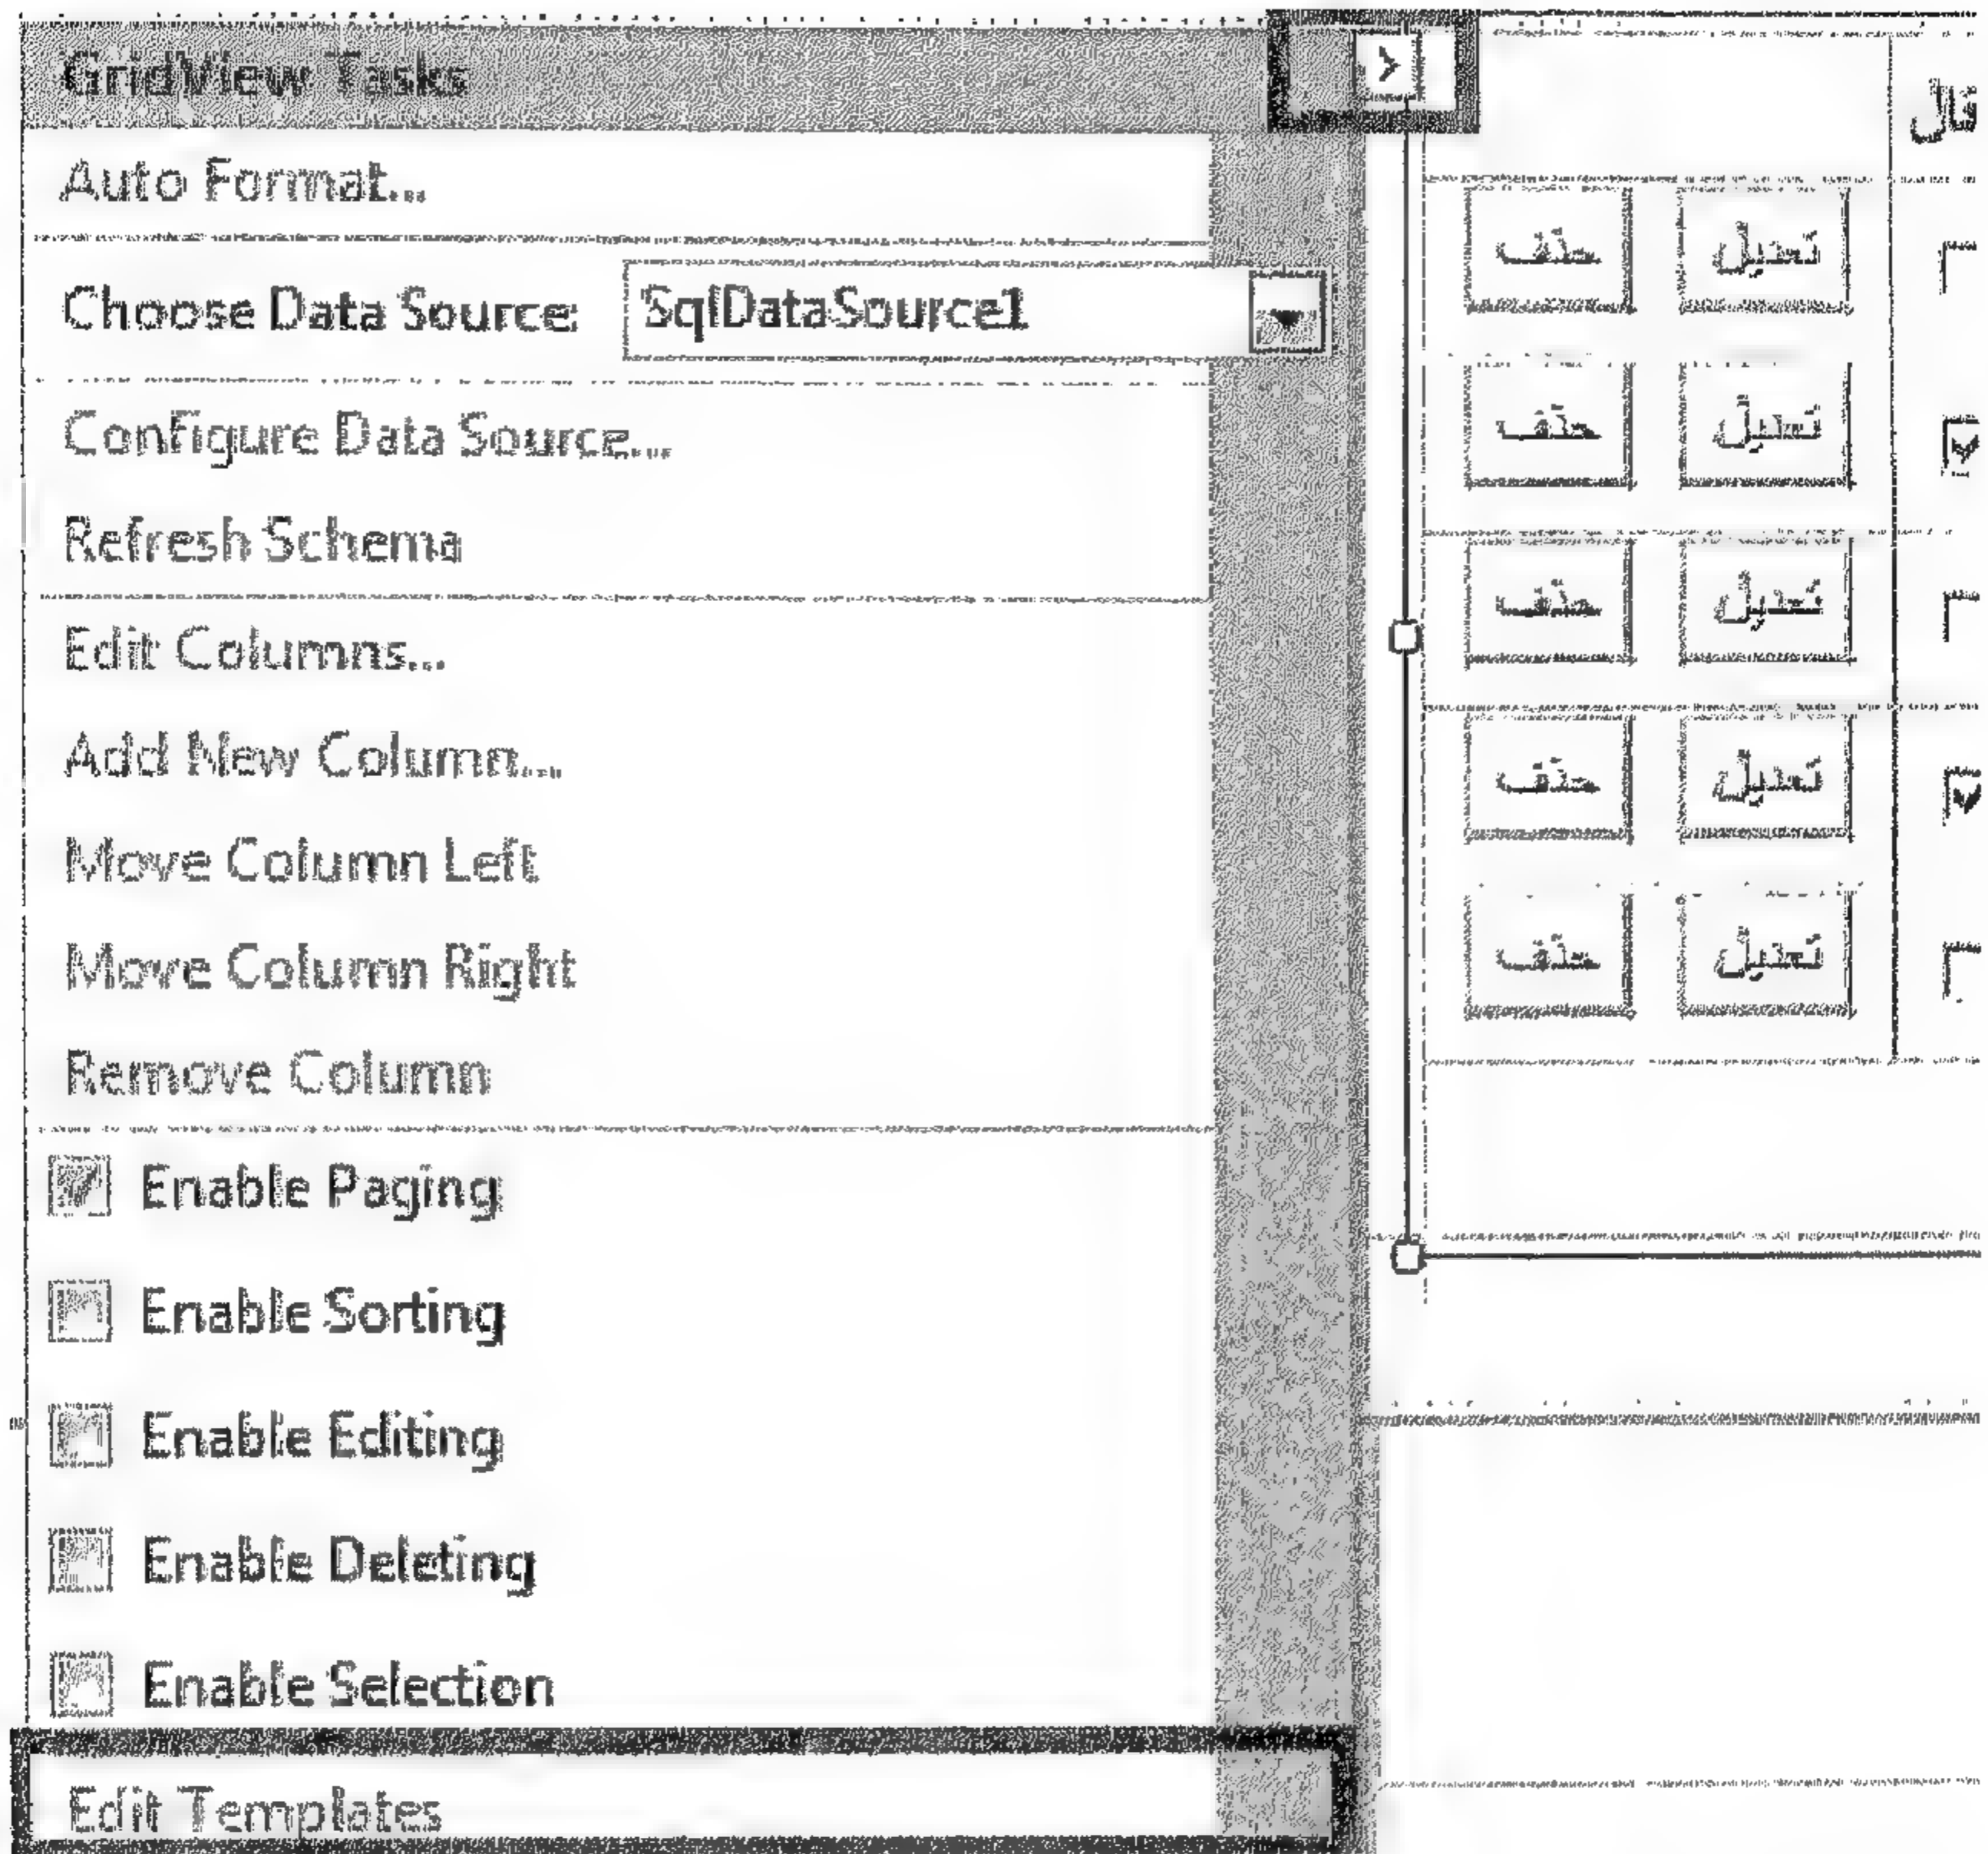 GridView Tasks
Auto Format...
Choose Data Source: SqlDataSource1
Configure Data Source...
Refresh Schema
Edit Columns...
Add New Column...
Move Column Left
Move Column Right
Remove Column
Enable Paging
Enable Sorting
Enable Editing
Enable Deleting
Enable Selection
Edit Templates
تعديل حذف
تعديل حذف
تعديل حذف
تعديل حذف
تعديل حذف